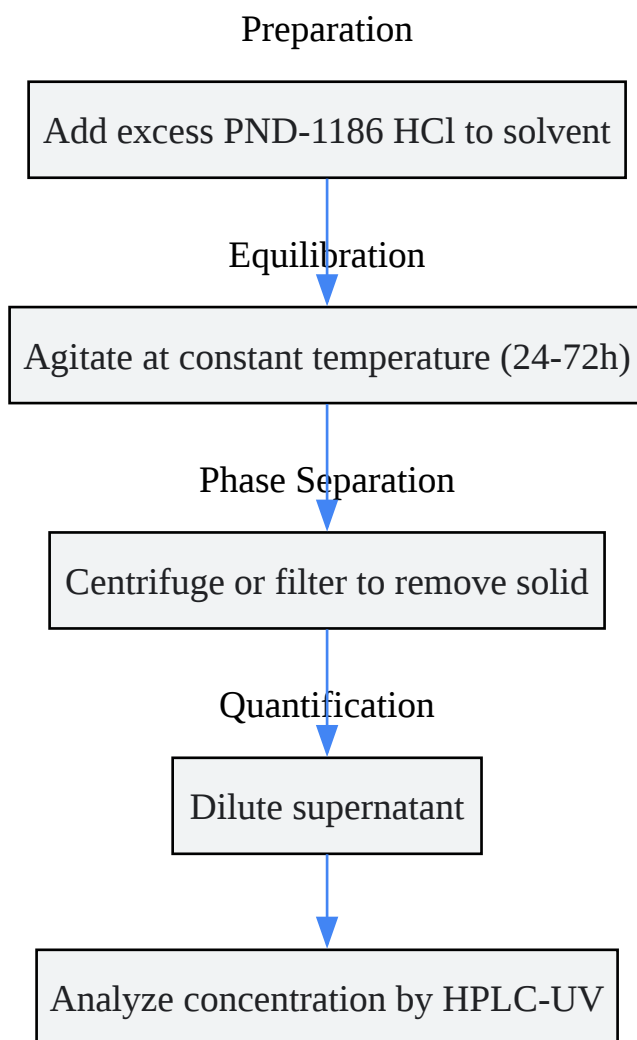 Preparation
Add excess PND-1186 HCl to solvent
Equilibration
Agitate at constant temperature (24-72h)
Phase Separation
Centrifuge or filter to remove solid
Quantification
Dilute supernatant
Analyze concentration by HPLC-UV